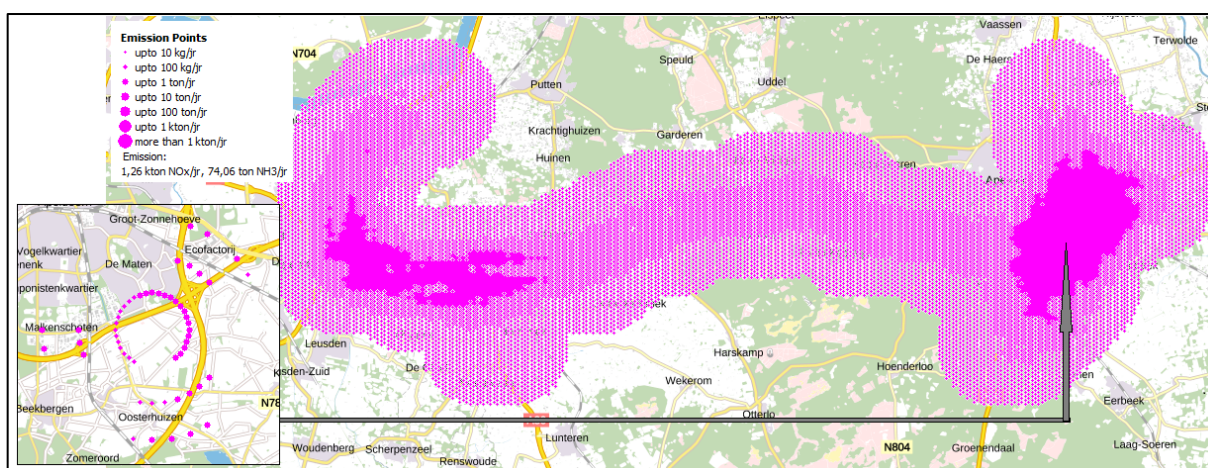 Emission Points
upto 10 kg/jr
upto 100 kg/jr
upto 1 ton/jr
upto 10 ton/jr
upto 100 ton/jr
upto 1 kton/jr
more than 1 kton/jr
Emission:
1,26 kton NOx/jr, 74,06 ton NH3/jr
N704
Putten
Speuld
Uddel
Vaassen
De Haere
Terwolde
Krachtighuizen
Garderen
Huinen
Leusden
Harskamp
Hoenderloo
Wekerom
Otterlo
Eerbeek
Woudenberg
Scherpenzeel
Lunteren
Renswoude
N804
Groenendaal
Laag-Soeren
Groot-Zonnehoeve
Ecofactorij
Vogelkwartier
De Maten
Malkenschoten
Oosterhuizen
Beekbergen
Zomeroord